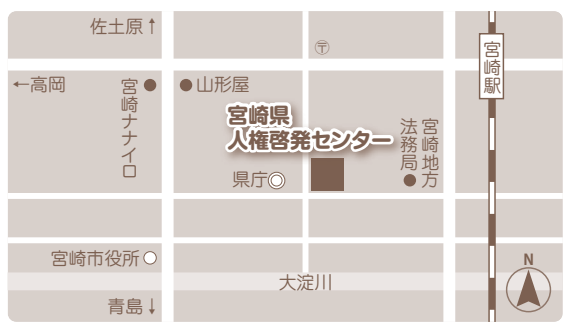 佐土原↑
〒
宮崎駅
←高岡
宮崎ナナイロ
山形屋
宮崎県
人権啓発センター
宮崎地方
法務局
県庁
宮崎市役所
大淀川
青島↓
N